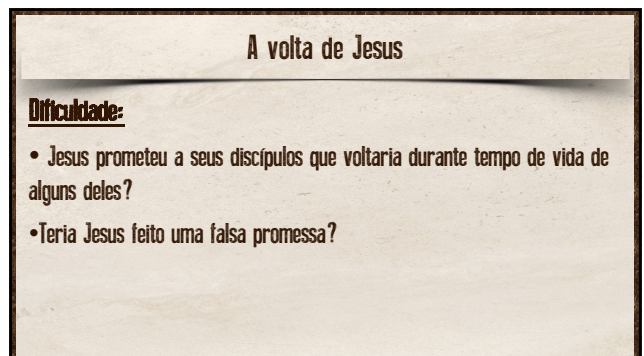 A volta de Jesus
Dificuldade:
• Jesus prometeu a seus discípulos que voltaria durante tempo de vida de
alguns deles?
•Teria Jesus feito uma falsa promessa?